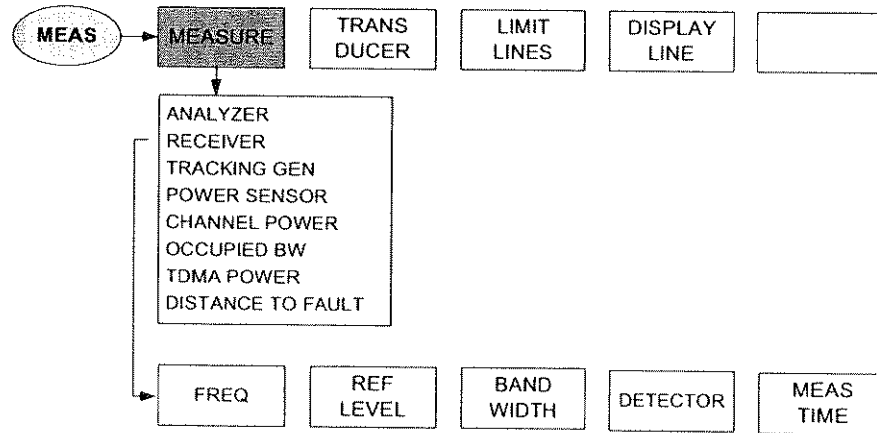 MEAS
MEASURE
TRANS
DUCER
LIMIT
LINES
DISPLAY
LINE
ANALYZER
RECEIVER
TRACKING GEN
POWER SENSOR
CHANNEL POWER
OCCUPIED BW
TDMA POWER
DISTANCE TO FAULT
FREQ
REF
LEVEL
BAND
WIDTH
DETECTOR
MEAS
TIME